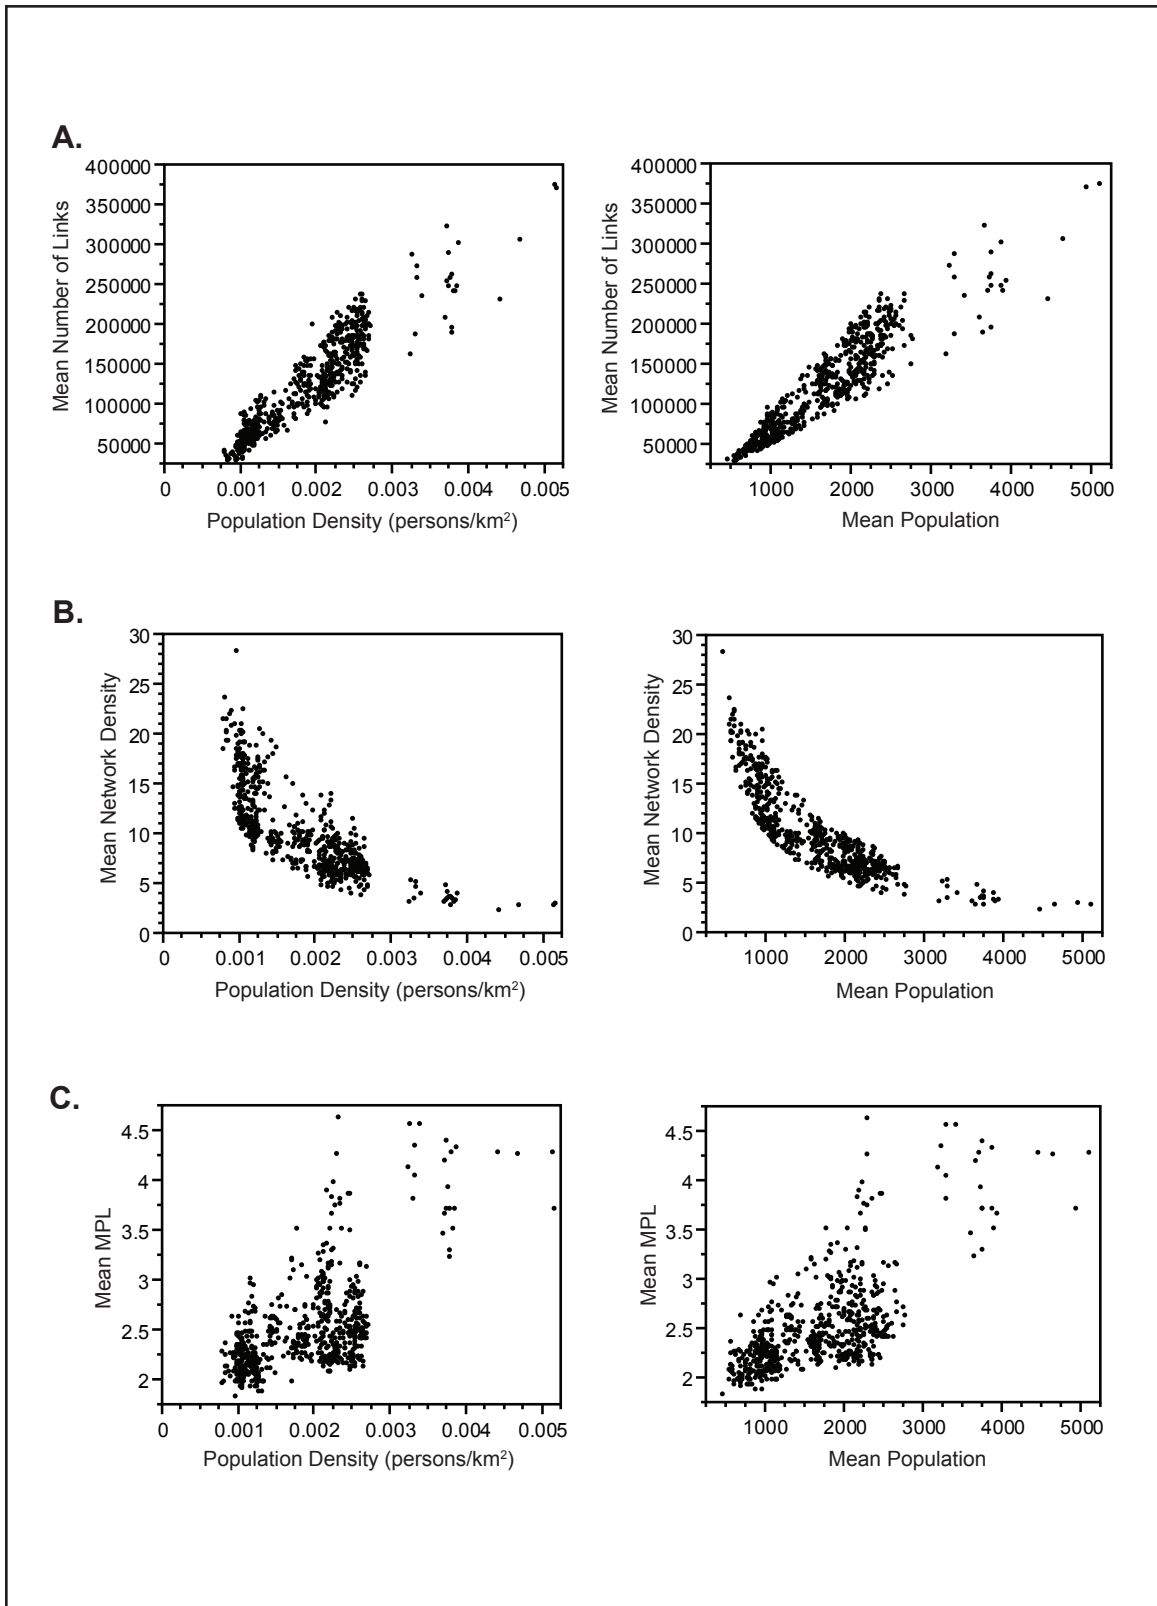 A.
400000
350000
300000
250000
200000
150000
100000
50000
Mean Number of Links
0 0.001 0.002 0.003 0.004 0.005
Population Density (persons/km²)
400000
350000
300000
250000
200000
150000
100000
50000
Mean Number of Links
1000 2000 3000 4000 5000
Mean Population
B.
30
25
20
15
10
5
0
Mean Network Density
0 0.001 0.002 0.003 0.004 0.005
Population Density (persons/km²)
30
25
20
15
10
5
0
Mean Network Density
1000 2000 3000 4000 5000
Mean Population
C.
4.5
4
3.5
3
2.5
2
Mean MPL
0 0.001 0.002 0.003 0.004 0.005
Population Density (persons/km²)
4.5
4
3.5
3
2.5
2
Mean MPL
1000 2000 3000 4000 5000
Mean Population